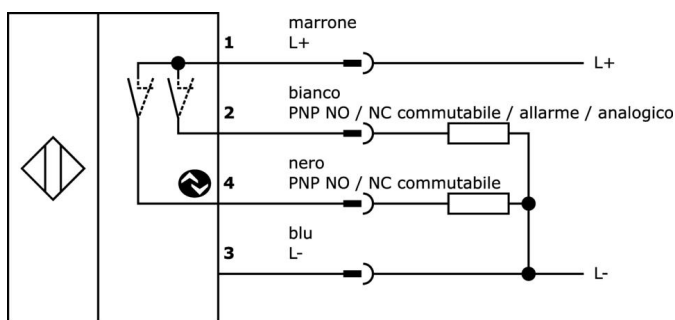 marrone
1 L+
L+
bianco
2 PNP NO / NC commutabile / allarme / analogico
nero
4 PNP NO / NC commutabile
blu
3 L-
L-